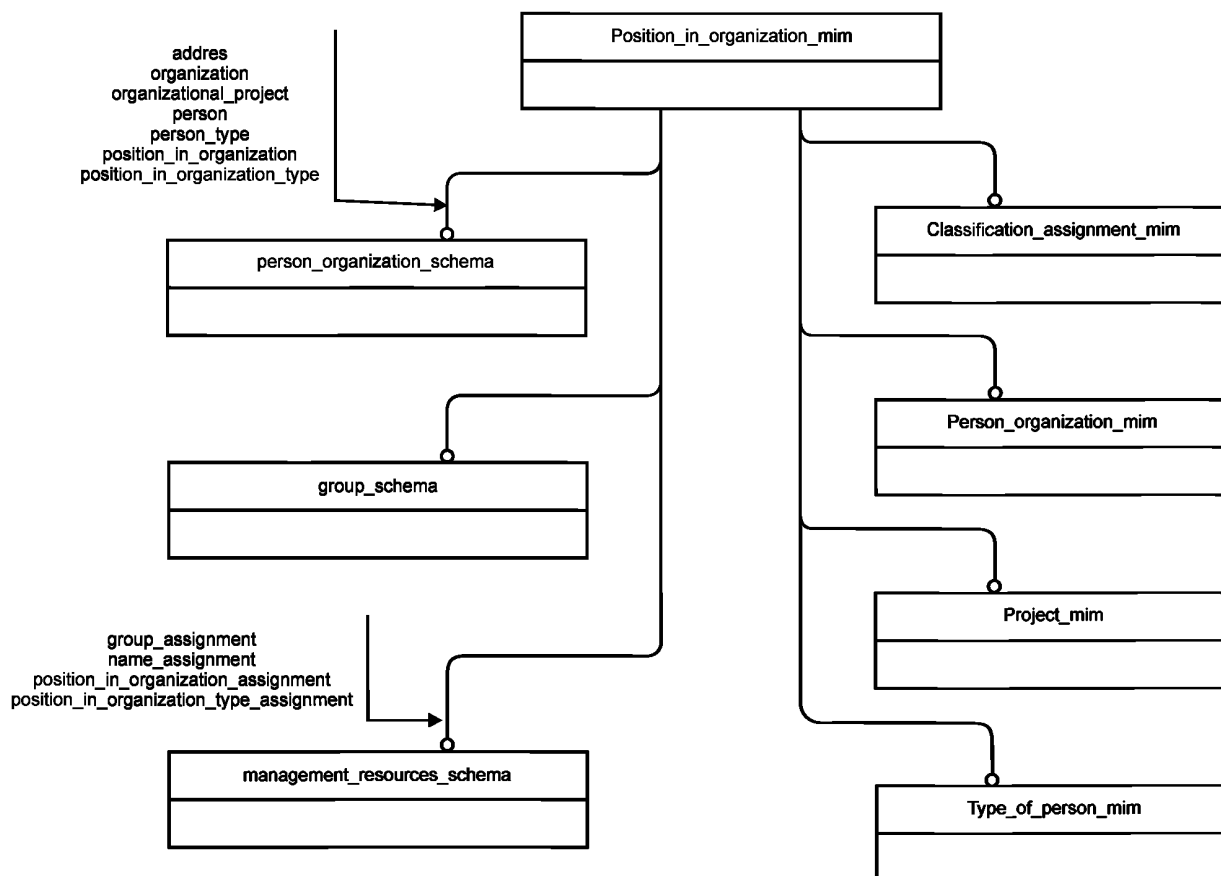 Position_in_organization_mim
addres
organization
organizational_project
person
person_type
position_in_organization
position_in_organization_type
person_organization_schema
Classification_assignment_mim
Person_organization_mim
group_schema
Project_mim
group_assignment
name_assignment
position_in_organization_assignment
position_in_organization_type_assignment
management_resources_schema
Type_of_person_mim